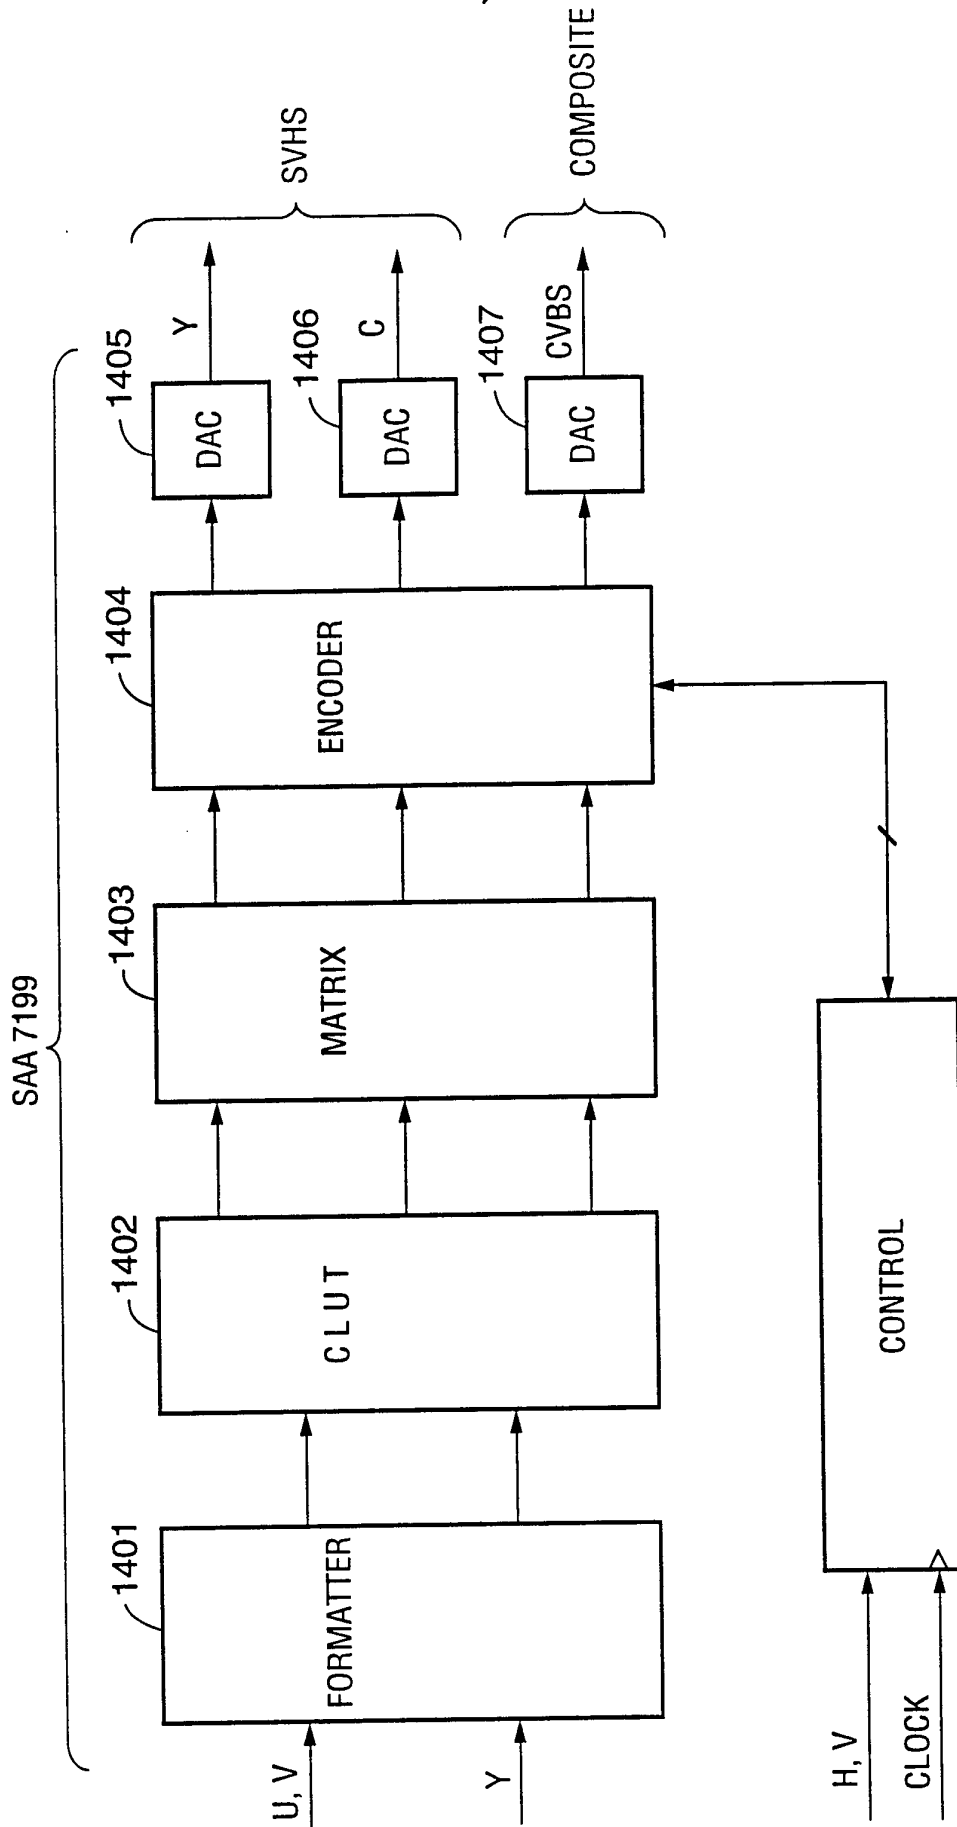 SAA 7199
1401
FORMATTER
1402
CLUT
1403
MATRIX
1404
ENCODER
1405
DAC
1406
DAC
1407
DAC
U, V
Y
Y
C
CVBS
SVHS
COMPOSITE
H, V
CLOCK
CONTROL